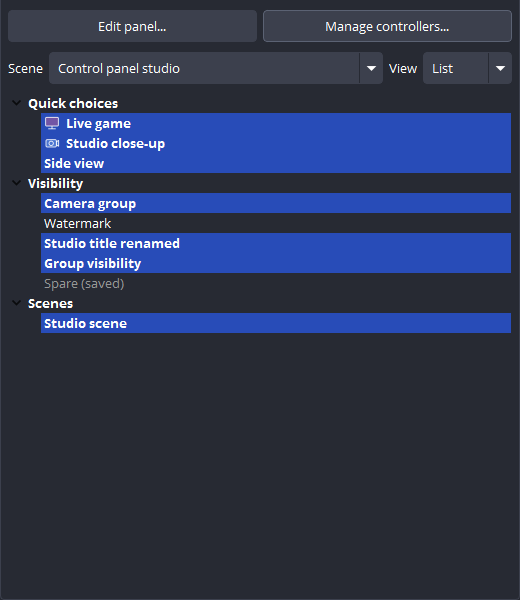 Edit panel... Manage controllers...
Scene Control panel studio View List
Quick choices
Live game
Studio close-up
Side view
Visibility
Camera group
Watermark
Studio title renamed
Group visibility
Spare (saved)
Scenes
Studio scene